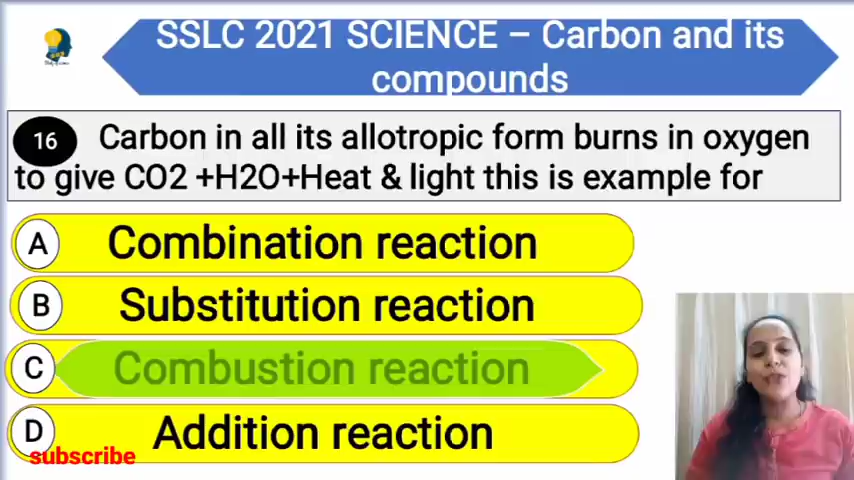 SSLC 2021 SCIENCE – Carbon and its
compounds
16 Carbon in all its allotropic form burns in oxygen
to give CO2 +H2O+Heat & light this is example for
A Combination reaction
B Substitution reaction
C Combustion reaction
D Addition reaction
subscribe